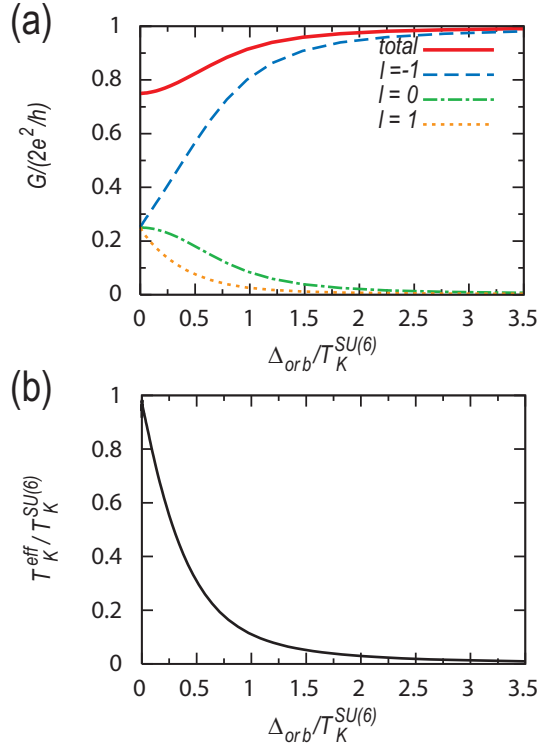 (a)
G/(2e²/h)
1
0.8
0.6
0.4
0.2
0
total
l=-1
l = 0
l = 1
0 0.5 1 1.5 2 2.5 3 3.5
Δorb/T_K^SU(6)
(b)
T_K^eff / T_K^SU(6)
1
0.8
0.6
0.4
0.2
0
0 0.5 1 1.5 2 2.5 3 3.5
Δorb/T_K^SU(6)